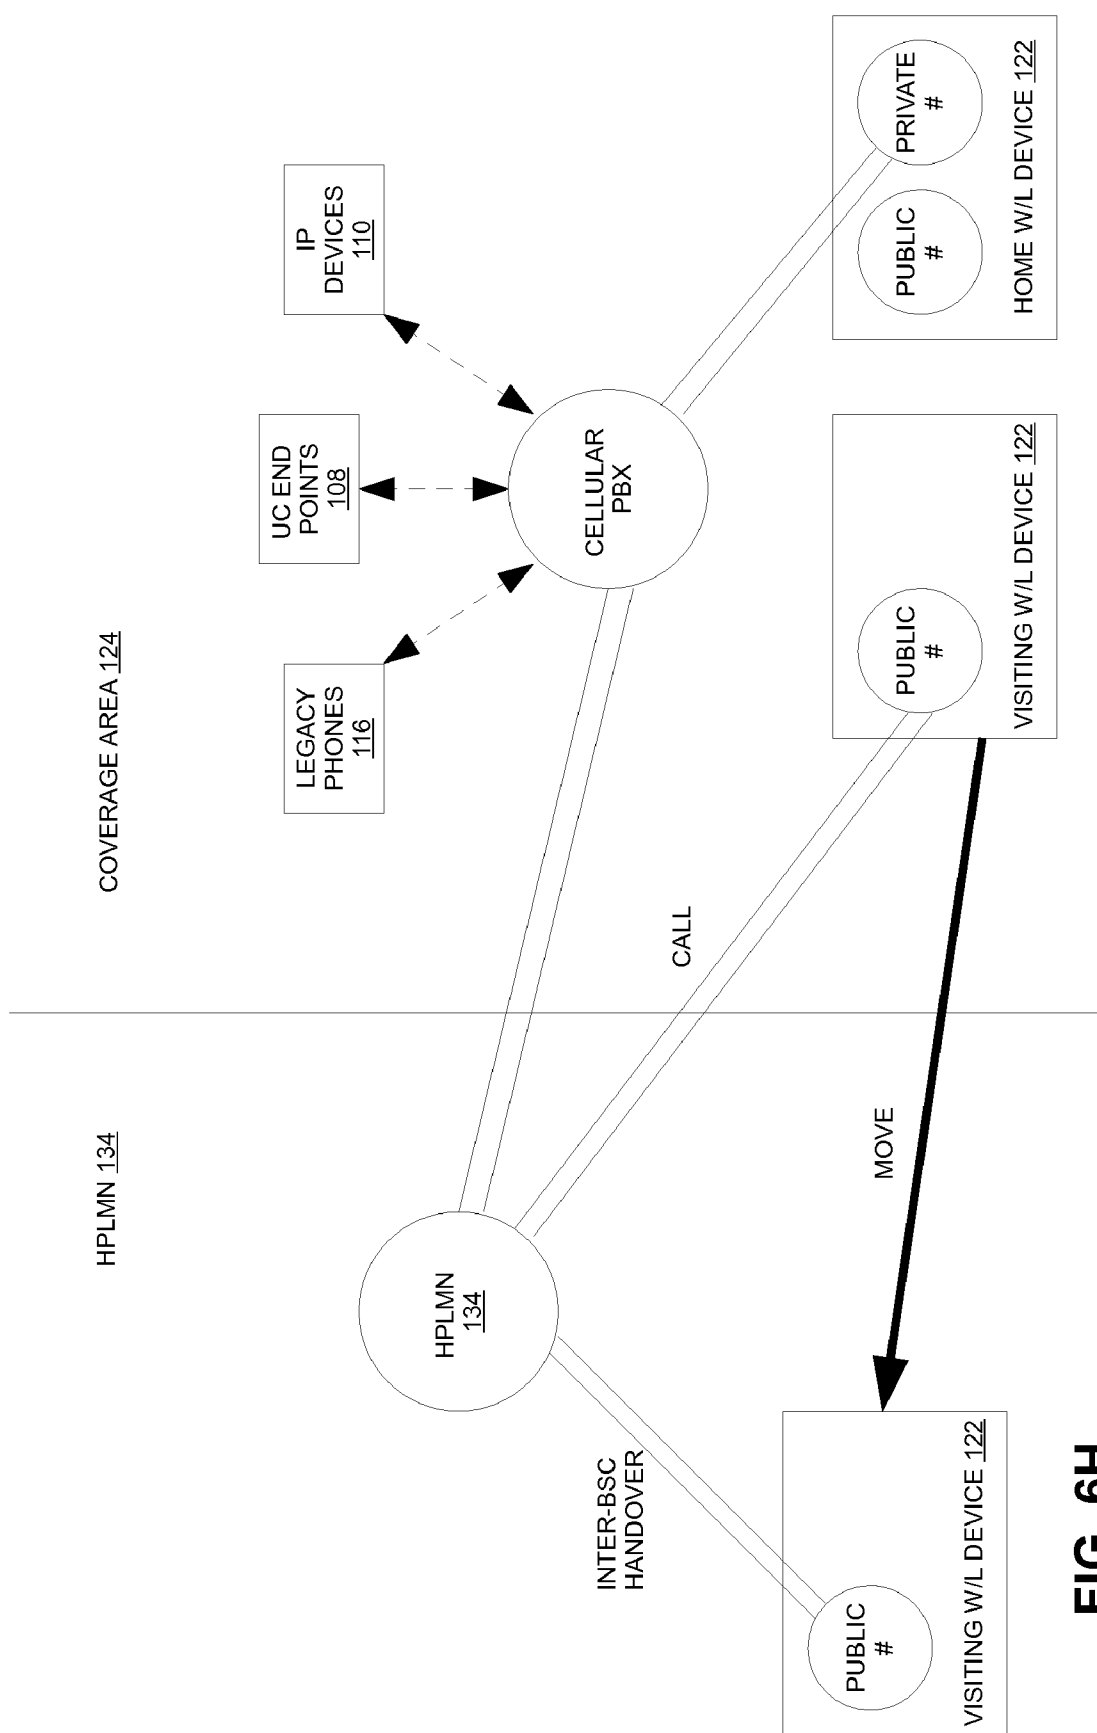 HPLMN 134
COVERAGE AREA 124
LEGACY
PHONES
116
UC END
POINTS
108
IP
DEVICES
110
HPLMN
134
CELLULAR
PBX
INTER-BSC
HANDOVER
CALL
MOVE
PUBLIC
#
VISITING W/L DEVICE 122
PUBLIC
#
VISITING W/L DEVICE 122
PUBLIC
#
PRIVATE
#
HOME W/L DEVICE 122
FIG. 6H